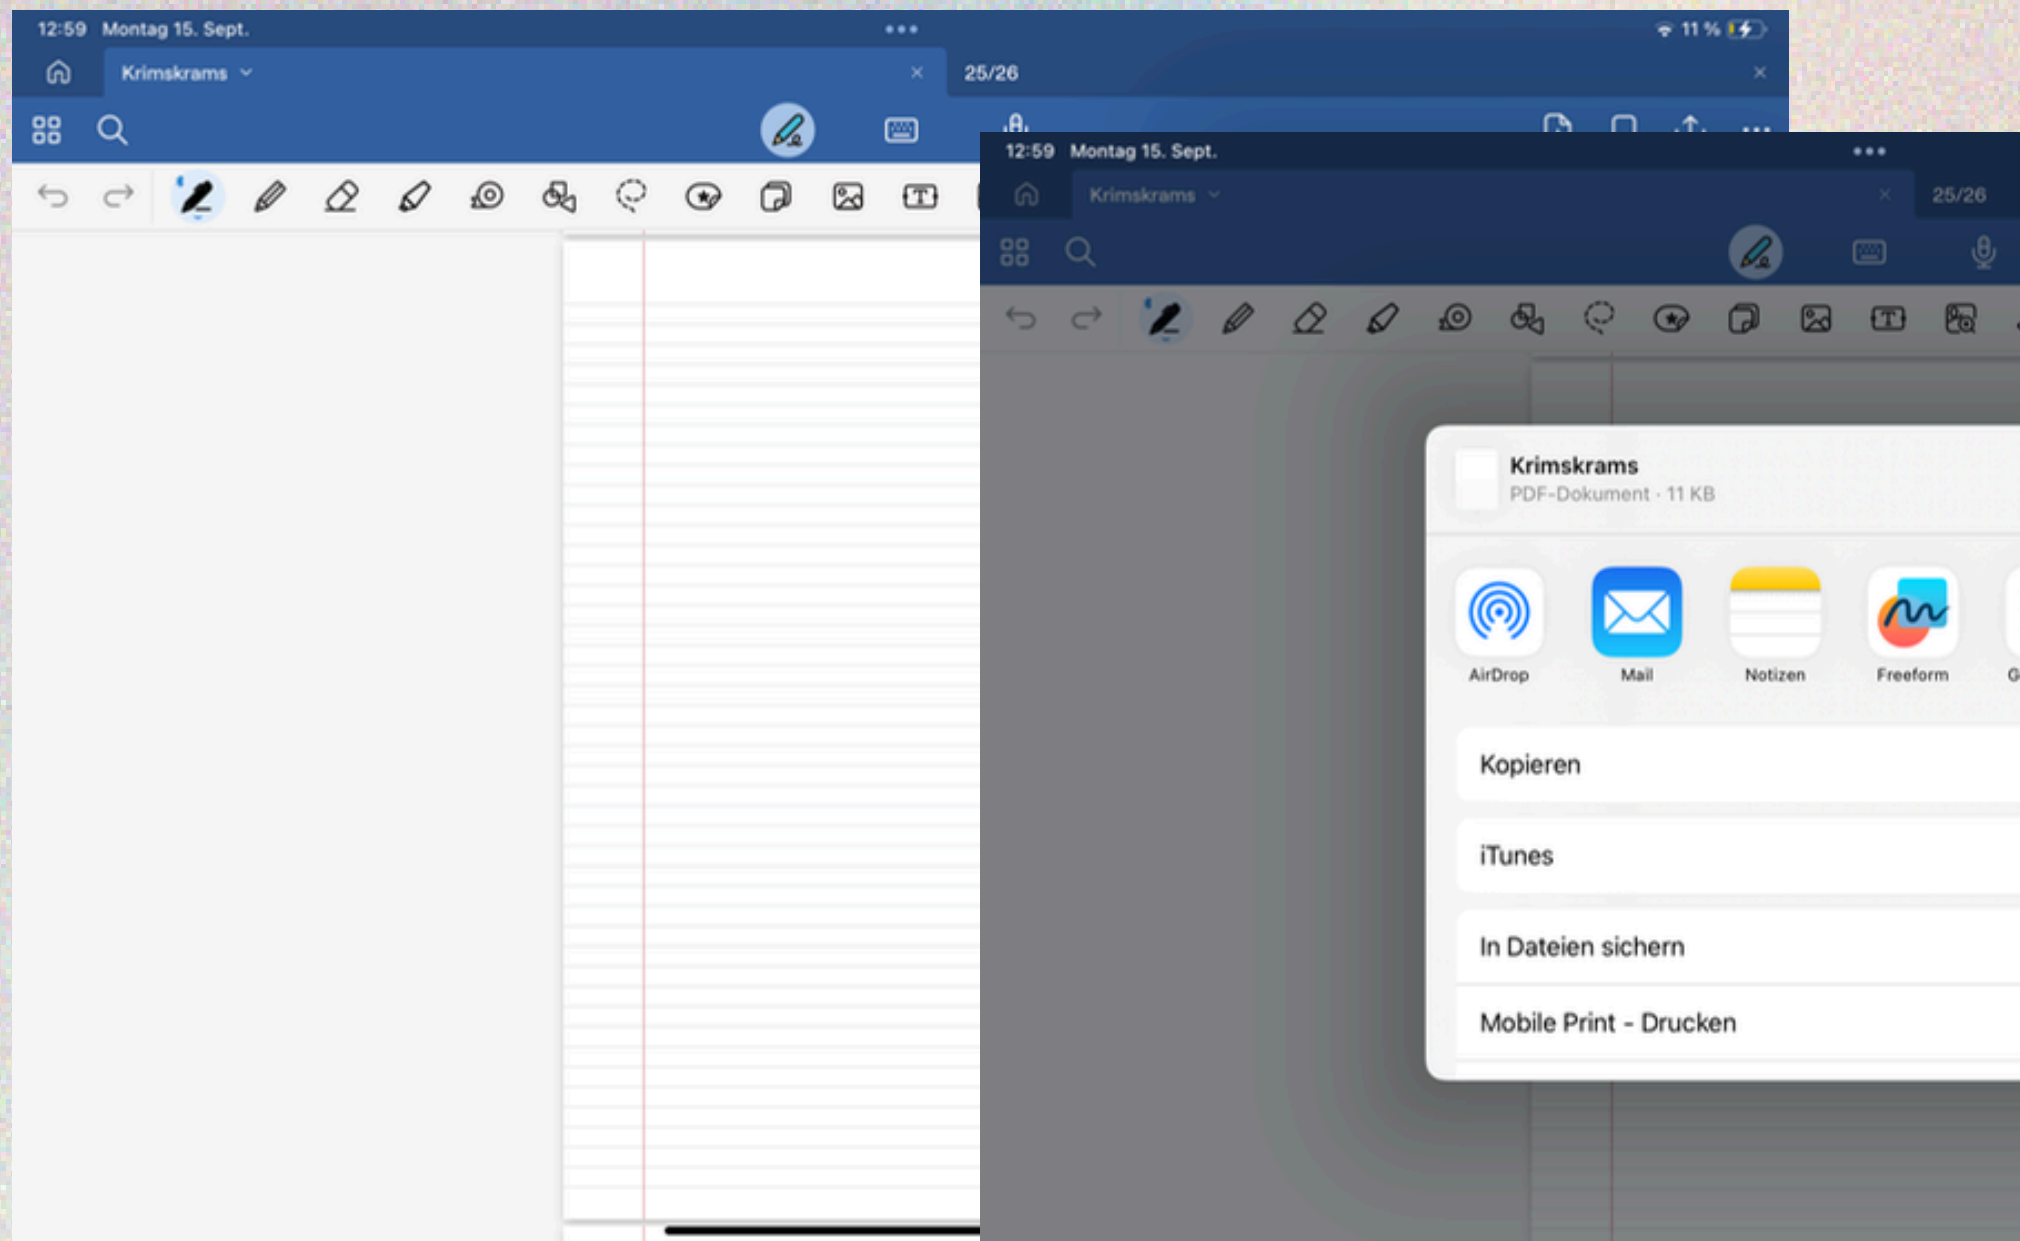 12:59 Montag 15. Sept.
11 %
Krimskrams
25/26
12:59 Montag 15. Sept.
Krimskrams
25/26
Krimskrams
PDF-Dokument · 11 KB
AirDrop
Mail
Notizen
Freeform
G
Kopieren
iTunes
In Dateien sichern
Mobile Print - Drucken